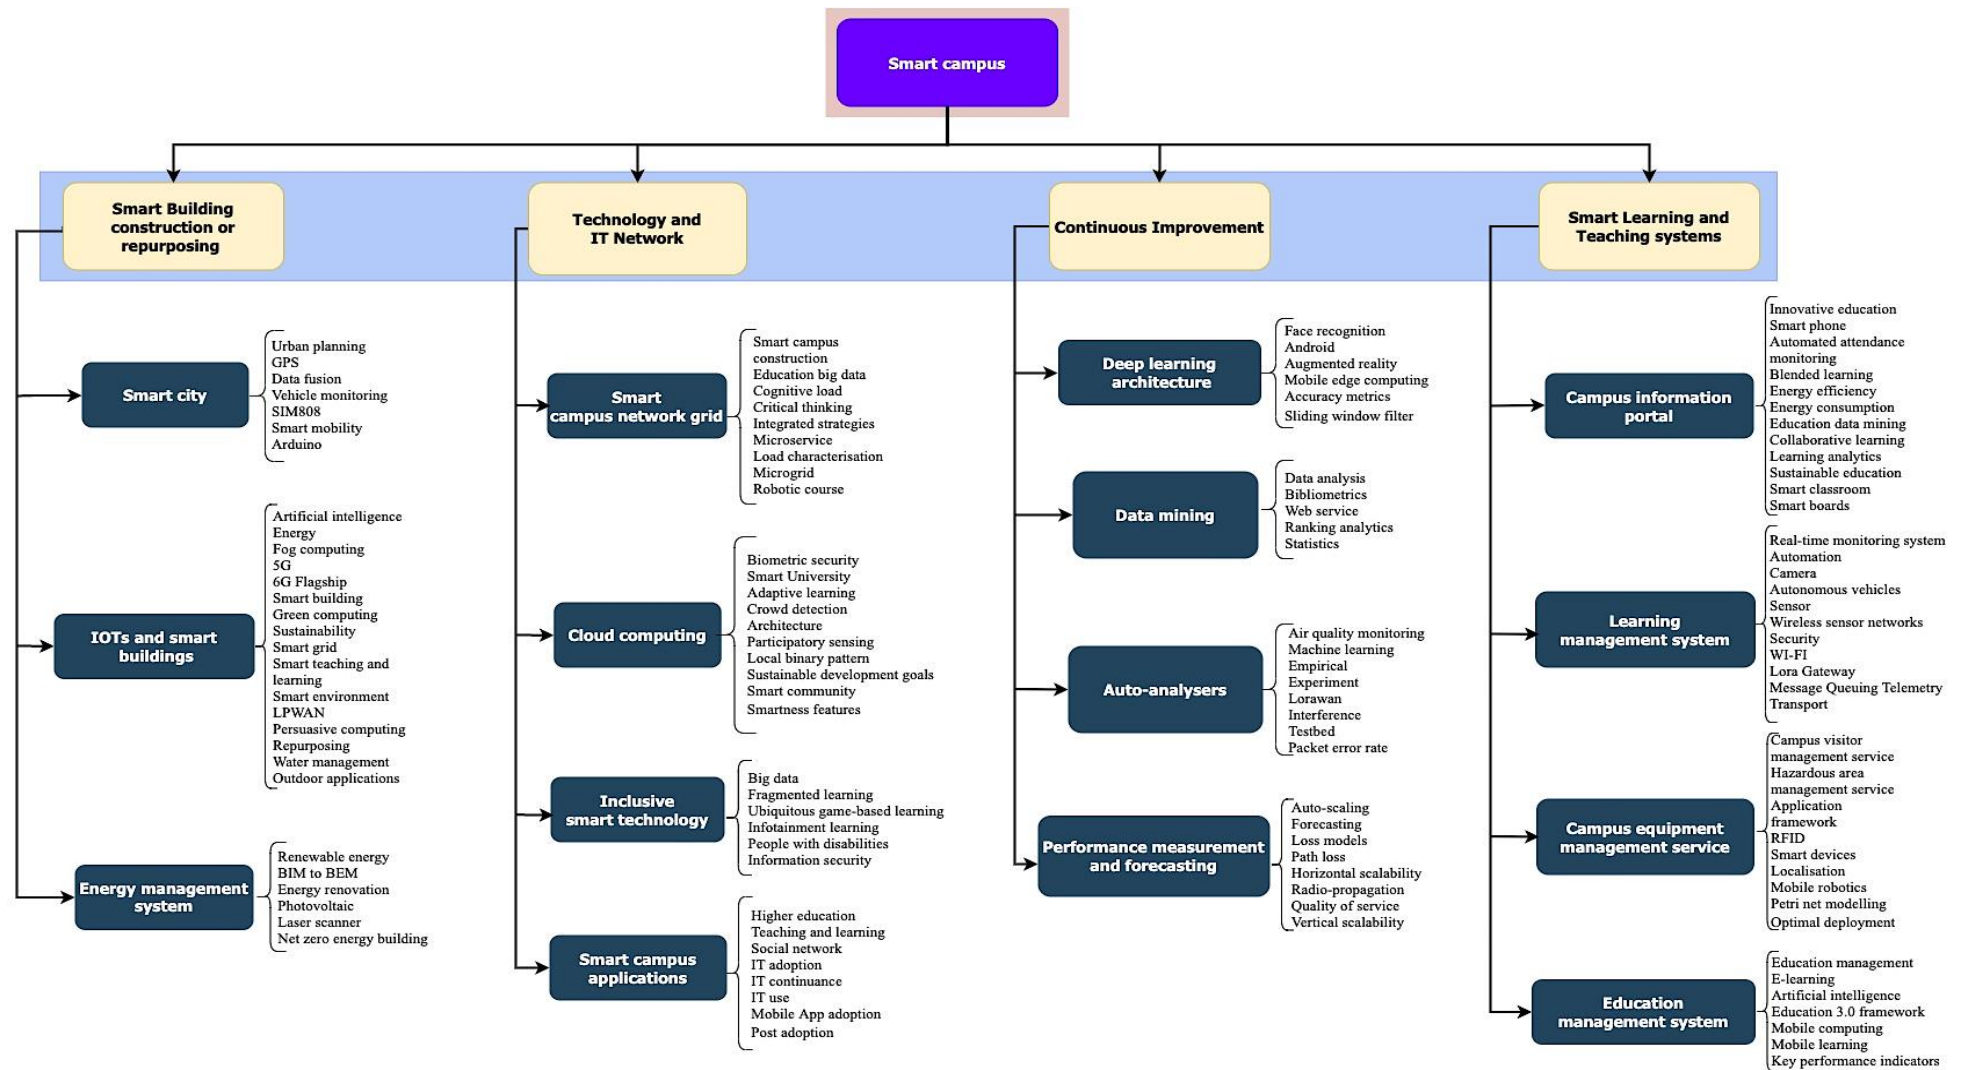 Smart campus
Smart Building
construction or
repurposing
Technology and
IT Network
Continuous Improvement
Smart Learning and
Teaching systems
Smart city
Urban planning
GPS
Data fusion
Vehicle monitoring
SIM808
Smart mobility
Arduino
IOTs and smart
buildings
Artificial intelligence
Energy
Fog computing
5G
6G Flagship
Smart building
Green computing
Sustainability
Smart grid
Smart teaching and
learning
Smart environment
LPWAN
Persuasive computing
Repurposing
Water management
Outdoor applications
Energy management
system
Renewable energy
BIM to BEM
Energy renovation
Photovoltaic
Laser scanner
Net zero energy building
Smart
campus network grid
Smart campus
construction
Education big data
Cognitive load
Critical thinking
Integrated strategies
Microservice
Load characterisation
Microgrid
Robotic course
Cloud computing
Biometric security
Smart University
Adaptive learning
Crowd detection
Architecture
Participatory sensing
Local binary pattern
Sustainable development goals
Smart community
Smartness features
Inclusive
smart technology
Big data
Fragmented learning
Ubiquitous game-based learning
Infotainment learning
People with disabilities
Information security
Smart campus
applications
Higher education
Teaching and learning
Social network
IT adoption
IT continuance
IT use
Mobile App adoption
Post adoption
Deep learning
architecture
Face recognition
Android
Augmented reality
Mobile edge computing
Accuracy metrics
Sliding window filter
Data mining
Data analysis
Bibliometrics
Web service
Ranking analytics
Statistics
Auto-analysers
Air quality monitoring
Machine learning
Empirical
Experiment
Lorawan
Interference
Testbed
Packet error rate
Performance measurement
and forecasting
Auto-scaling
Forecasting
Loss models
Path loss
Horizontal scalability
Radio-propagation
Quality of service
Vertical scalability
Campus information
portal
Innovative education
Smart phone
Automated attendance
monitoring
Blended learning
Energy efficiency
Energy consumption
Education data mining
Collaborative learning
Learning analytics
Sustainable education
Smart classroom
Smart boards
Learning
management system
Real-time monitoring system
Automation
Camera
Autonomous vehicles
Sensor
Wireless sensor networks
Security
WI-FI
Lora Gateway
Message Queuing Telemetry
Transport
Campus equipment
management service
Campus visitor
management service
Hazardous area
management service
Application
framework
RFID
Smart devices
Localisation
Mobile robotics
Petri net modelling
Optimal deployment
Education
management system
Education management
E-learning
Artificial intelligence
Education 3.0 framework
Mobile computing
Mobile learning
Key performance indicators